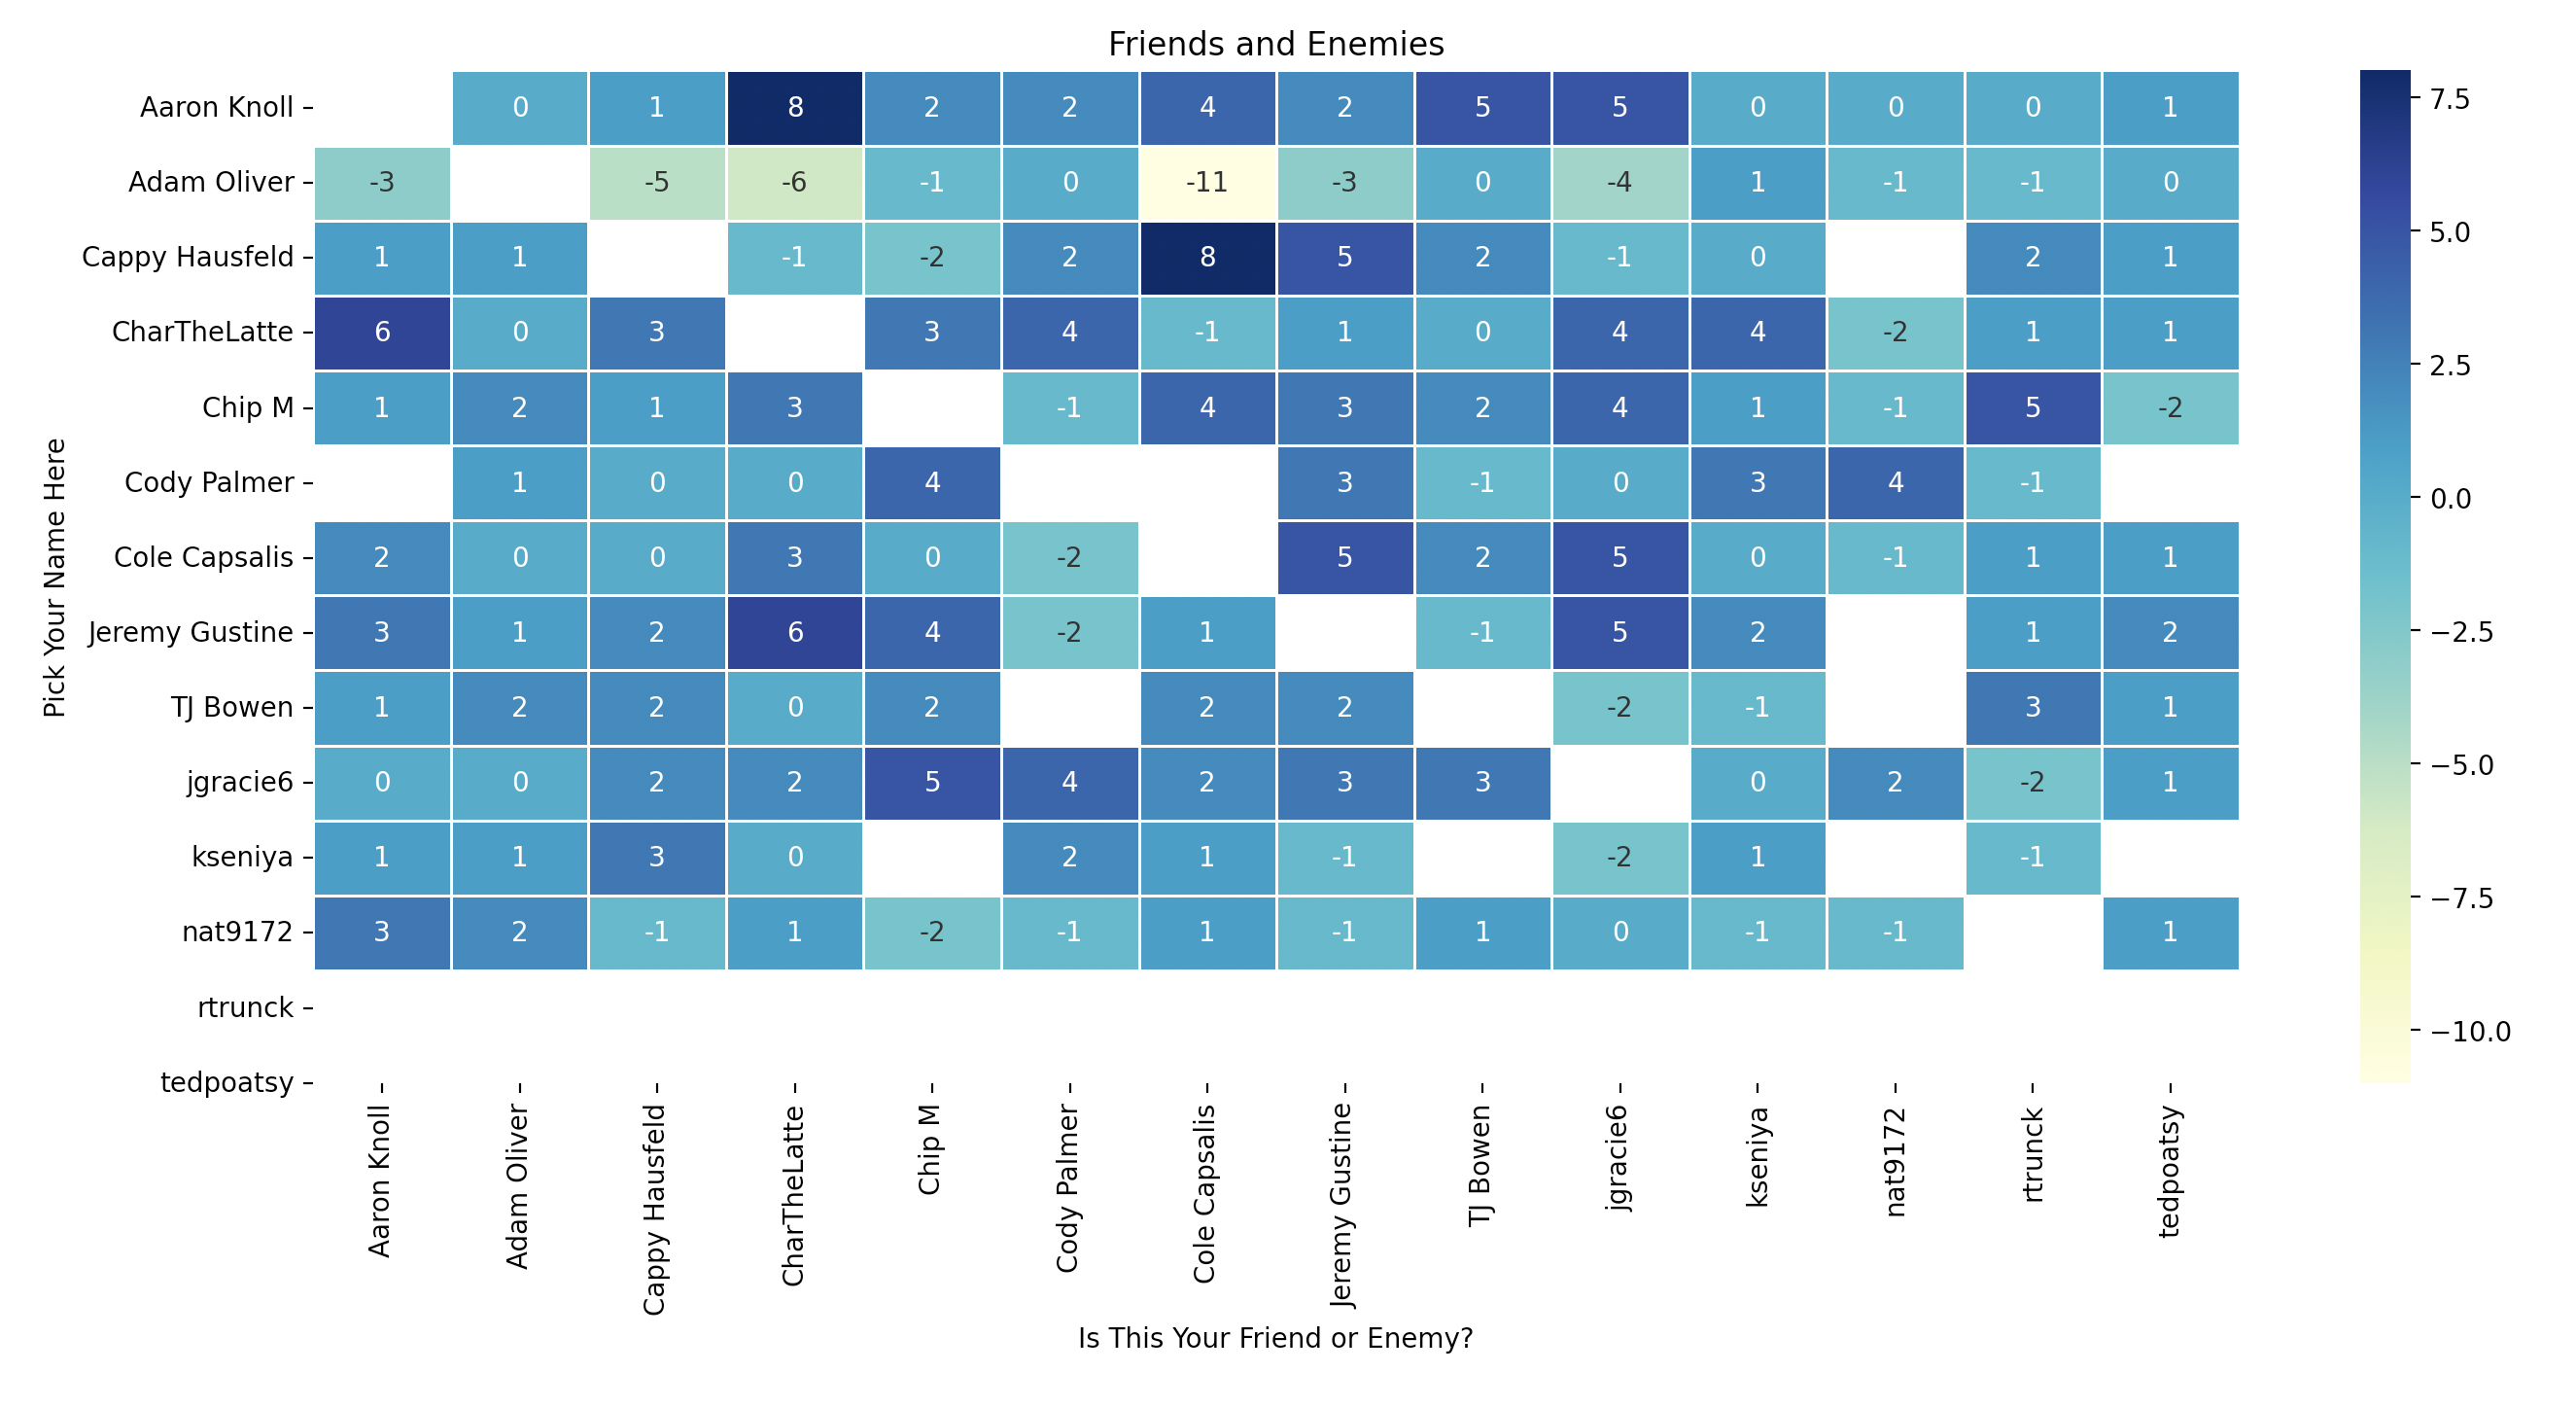 Friends and Enemies
Aaron Knoll 0 1 8 2 2 4 2 5 5 0 0 0 1
Adam Oliver -3 -5 -6 -1 0 -11 -3 0 -4 1 -1 -1 0
Cappy Hausfeld 1 1 -1 -2 2 8 5 2 -1 0 2 1
CharTheLatte 6 0 3 3 4 -1 1 0 4 4 -2 1 1
Chip M 1 2 1 3 -1 4 3 2 4 1 -1 5 -2
Cody Palmer 1 0 0 4 3 -1 0 3 4 -1
Cole Capsalis 2 0 0 3 0 -2 5 2 5 0 -1 1 1
Jeremy Gustine 3 1 2 6 4 -2 1 -1 5 2 1 2
TJ Bowen 1 2 2 0 2 2 2 -2 -1 3 1
jgracie6 0 0 2 2 5 4 2 3 3 0 2 -2 1
kseniya 1 1 3 0 2 1 -1 -2 1 -1
nat9172 3 2 -1 1 -2 -1 1 -1 1 0 -1 -1 1
rtrunck
tedpoatsy
Pick Your Name Here
Aaron Knoll
Adam Oliver
Cappy Hausfeld
CharTheLatte
Chip M
Cody Palmer
Cole Capsalis
Jeremy Gustine
TJ Bowen
jgracie6
kseniya
nat9172
rtrunck
tedpoatsy
Is This Your Friend or Enemy?
7.5
5.0
2.5
0.0
−2.5
−5.0
−7.5
−10.0